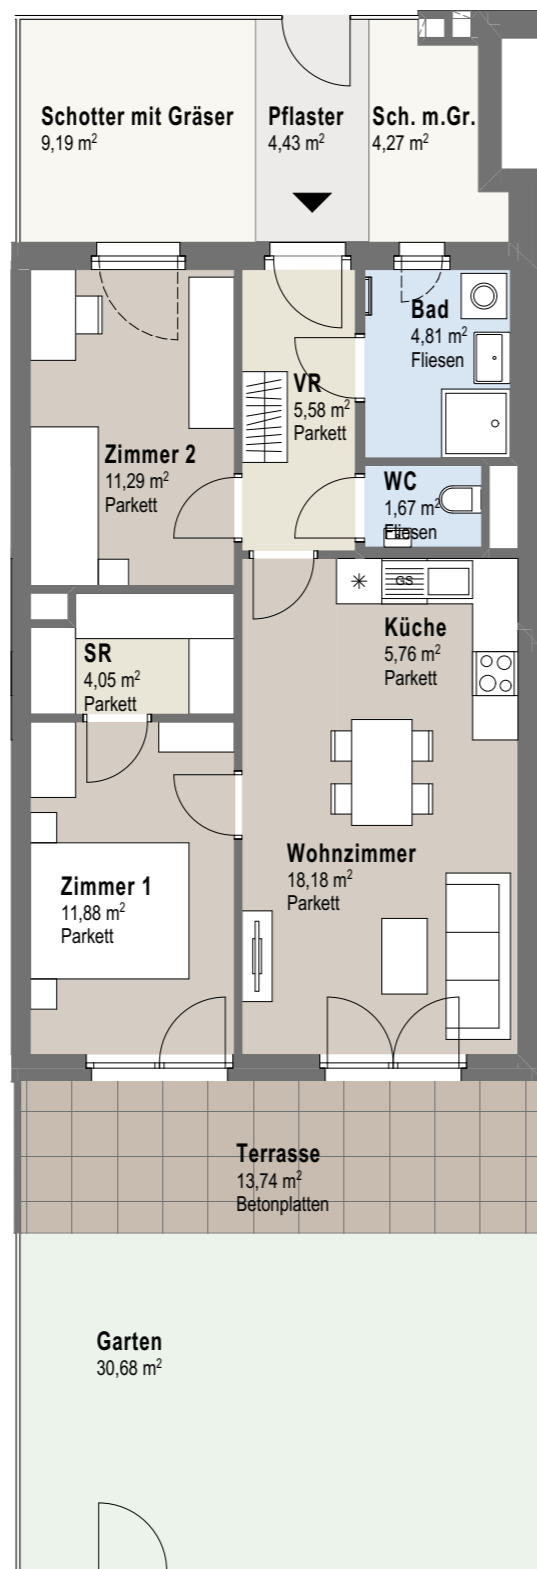 Schotter mit Gräser
9,19 m²
Pflaster
4,43 m²
Sch. m.Gr.
4,27 m²
Bad
4,81 m²
Fliesen
VR
5,58 m²
Parkett
Zimmer 2
11,29 m²
Parkett
WC
1,67 m²
Fliesen
GS
Küche
5,76 m²
Parkett
SR
4,05 m²
Parkett
Wohnzimmer
18,18 m²
Parkett
Zimmer 1
11,88 m²
Parkett
Terrasse
13,74 m²
Betonplatten
Garten
30,68 m²